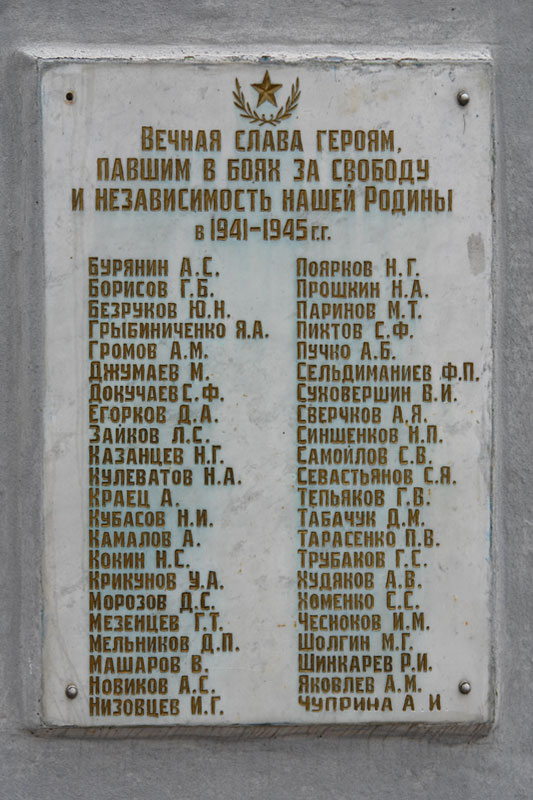 Вечная слава героям,
павшим в боях за свободу
и независимость нашей Родины
в 1941-1945 г.г.
Бурянин А.С.
Борисов Г.Б.
Безруков Ю.Н.
Грыбиниченко Я.А.
Громов А.М.
Джумаев М.
Докучаев С.Ф.
Егорков Д.А.
Зайков Л.С.
Казанцев Н.Г.
Кулеватов Н.А.
Краец А.
Кубасов Н.И.
Камалов А.
Кокин Н.С.
Крикунов У.А.
Морозов Д.С.
Мезенцев Г.Т.
Мельников Д.П.
Машаров В.
Новиков А.С.
Низовцев И.Г.
Поярков Н.Г.
Прошкин Н.А.
Паринов М.Т.
Пихтов С.Ф.
Пучко А.Б.
Сельдиманиев Ф.П.
Суховершин В.И.
Сверчков А.Я.
Синшенков Н.П.
Самойлов С.В.
Севастьянов С.Я.
Тепьяков Г.В.
Табачук Д.М.
Тарасенко П.В.
Трубаков Г.С.
Худяков А.В.
Хоменко С.С.
Чесноков И.М.
Шолгин М.Г.
Шинкарев Р.И.
Яковлев А.М.
Чуприна А И